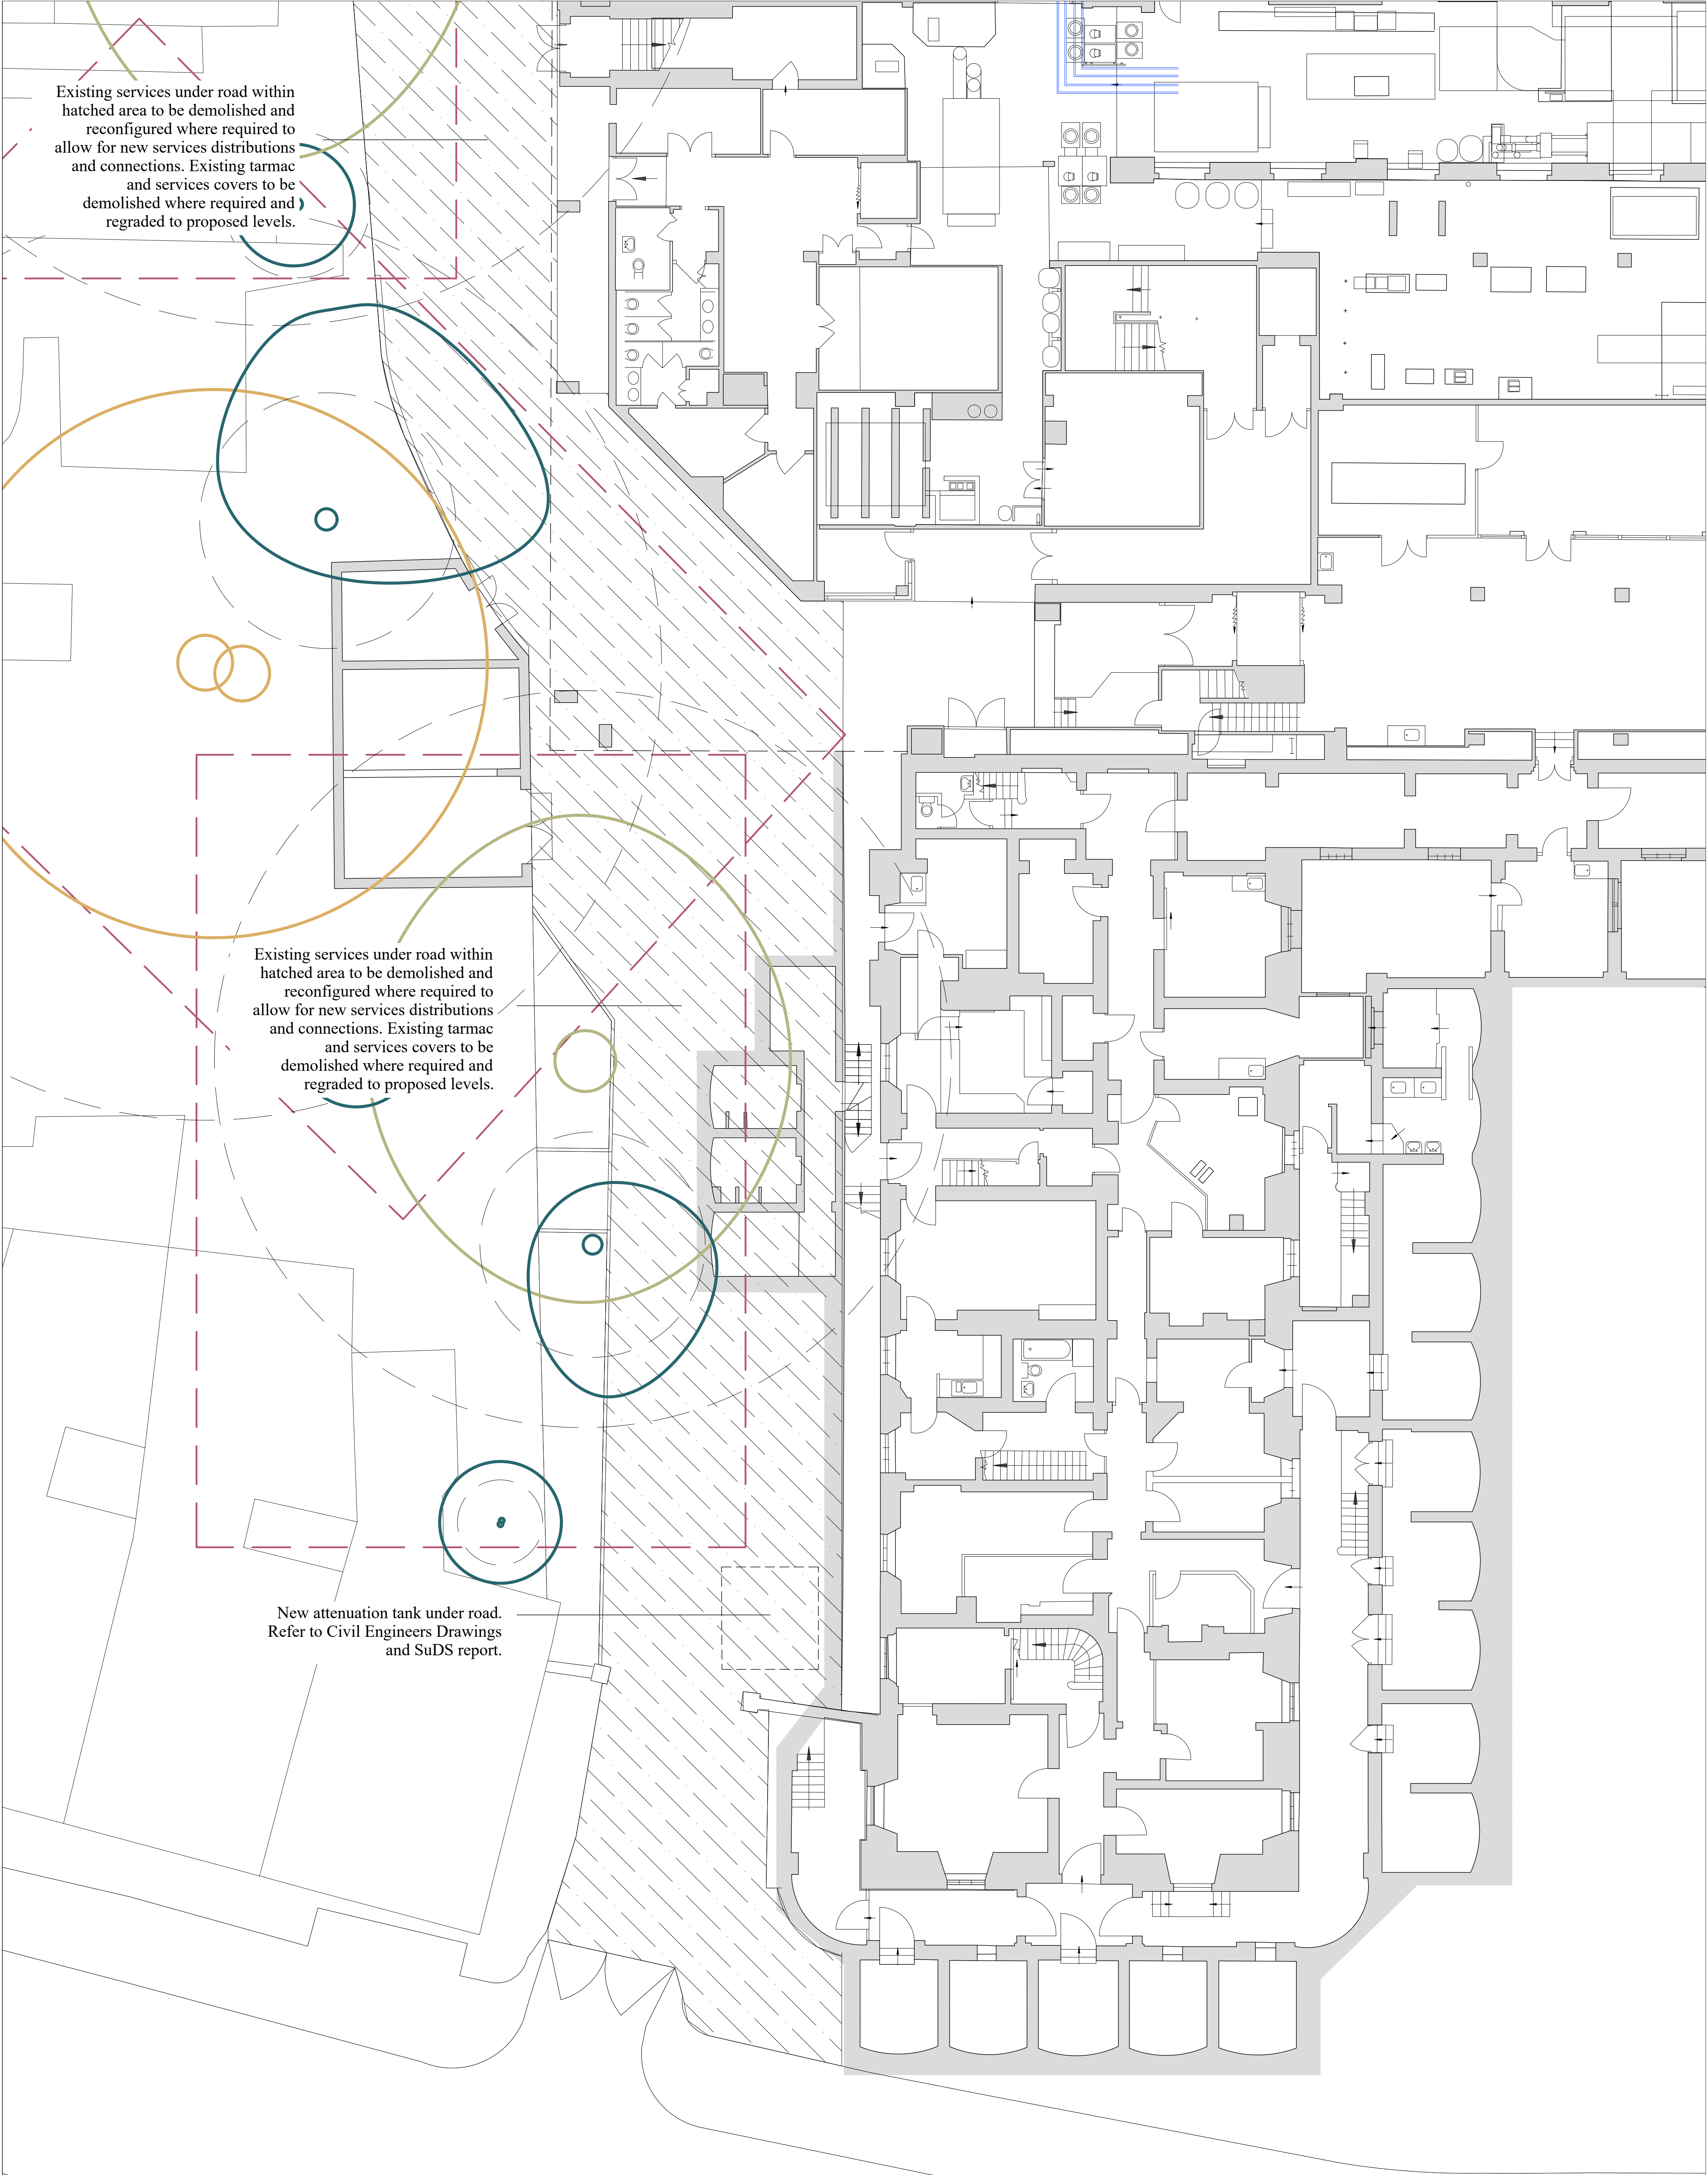 Existing services under road within
hatched area to be demolished and
reconfigured where required to
allow for new services distributions
and connections. Existing tarmac
and services covers to be
demolished where required and
regraded to proposed levels.
Existing services under road within
hatched area to be demolished and
reconfigured where required to
allow for new services distributions
and connections. Existing tarmac
and services covers to be
demolished where required and
regraded to proposed levels.
New attenuation tank under road.
Refer to Civil Engineers Drawings
and SuDS report.